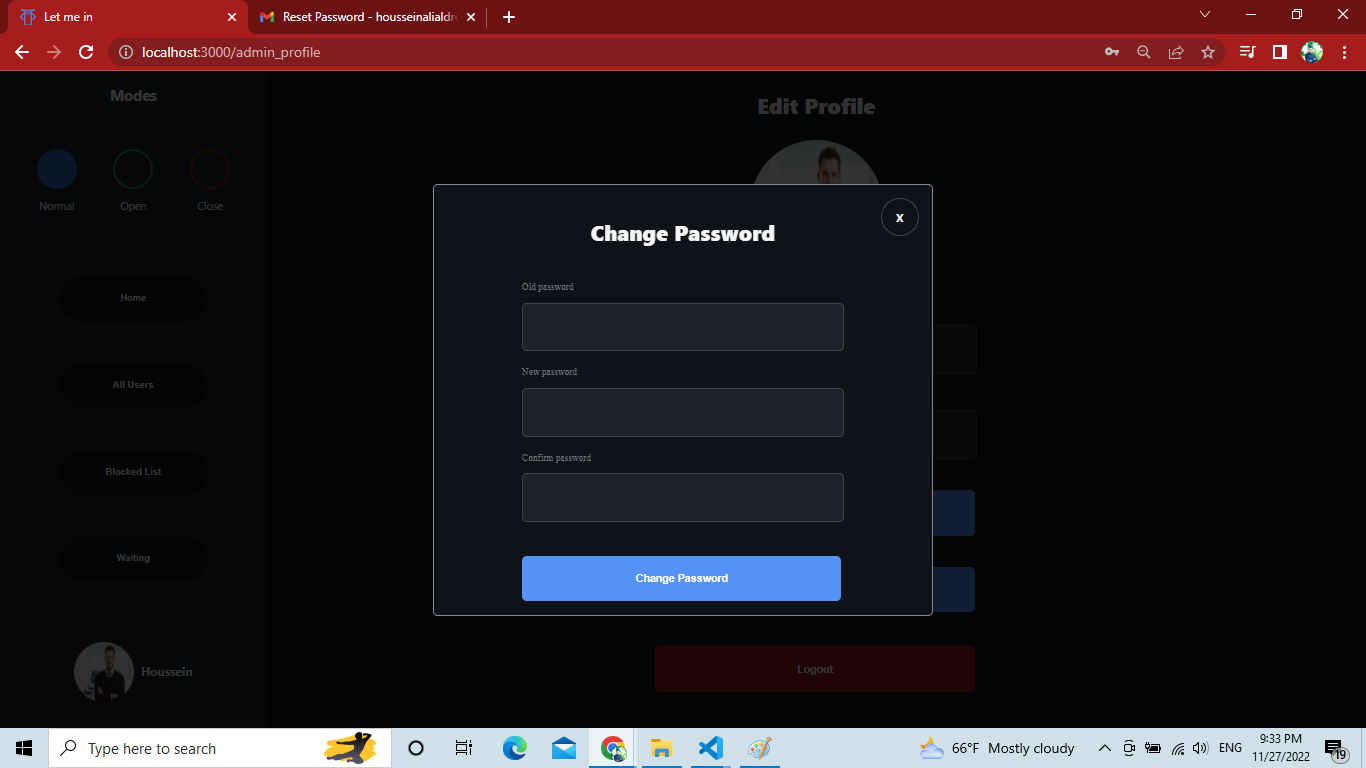 Let me in
Reset Password - housseinalialdr
localhost:3000/admin_profile
Modes
Normal
Open
Close
Home
All Users
Blocked List
Waiting
Houssein
Edit Profile
Change Password
x
Old password
New password
Confirm password
Change Password
Logout
Type here to search
66°F Mostly cloudy
ENG
9:33 PM
11/27/2022
19